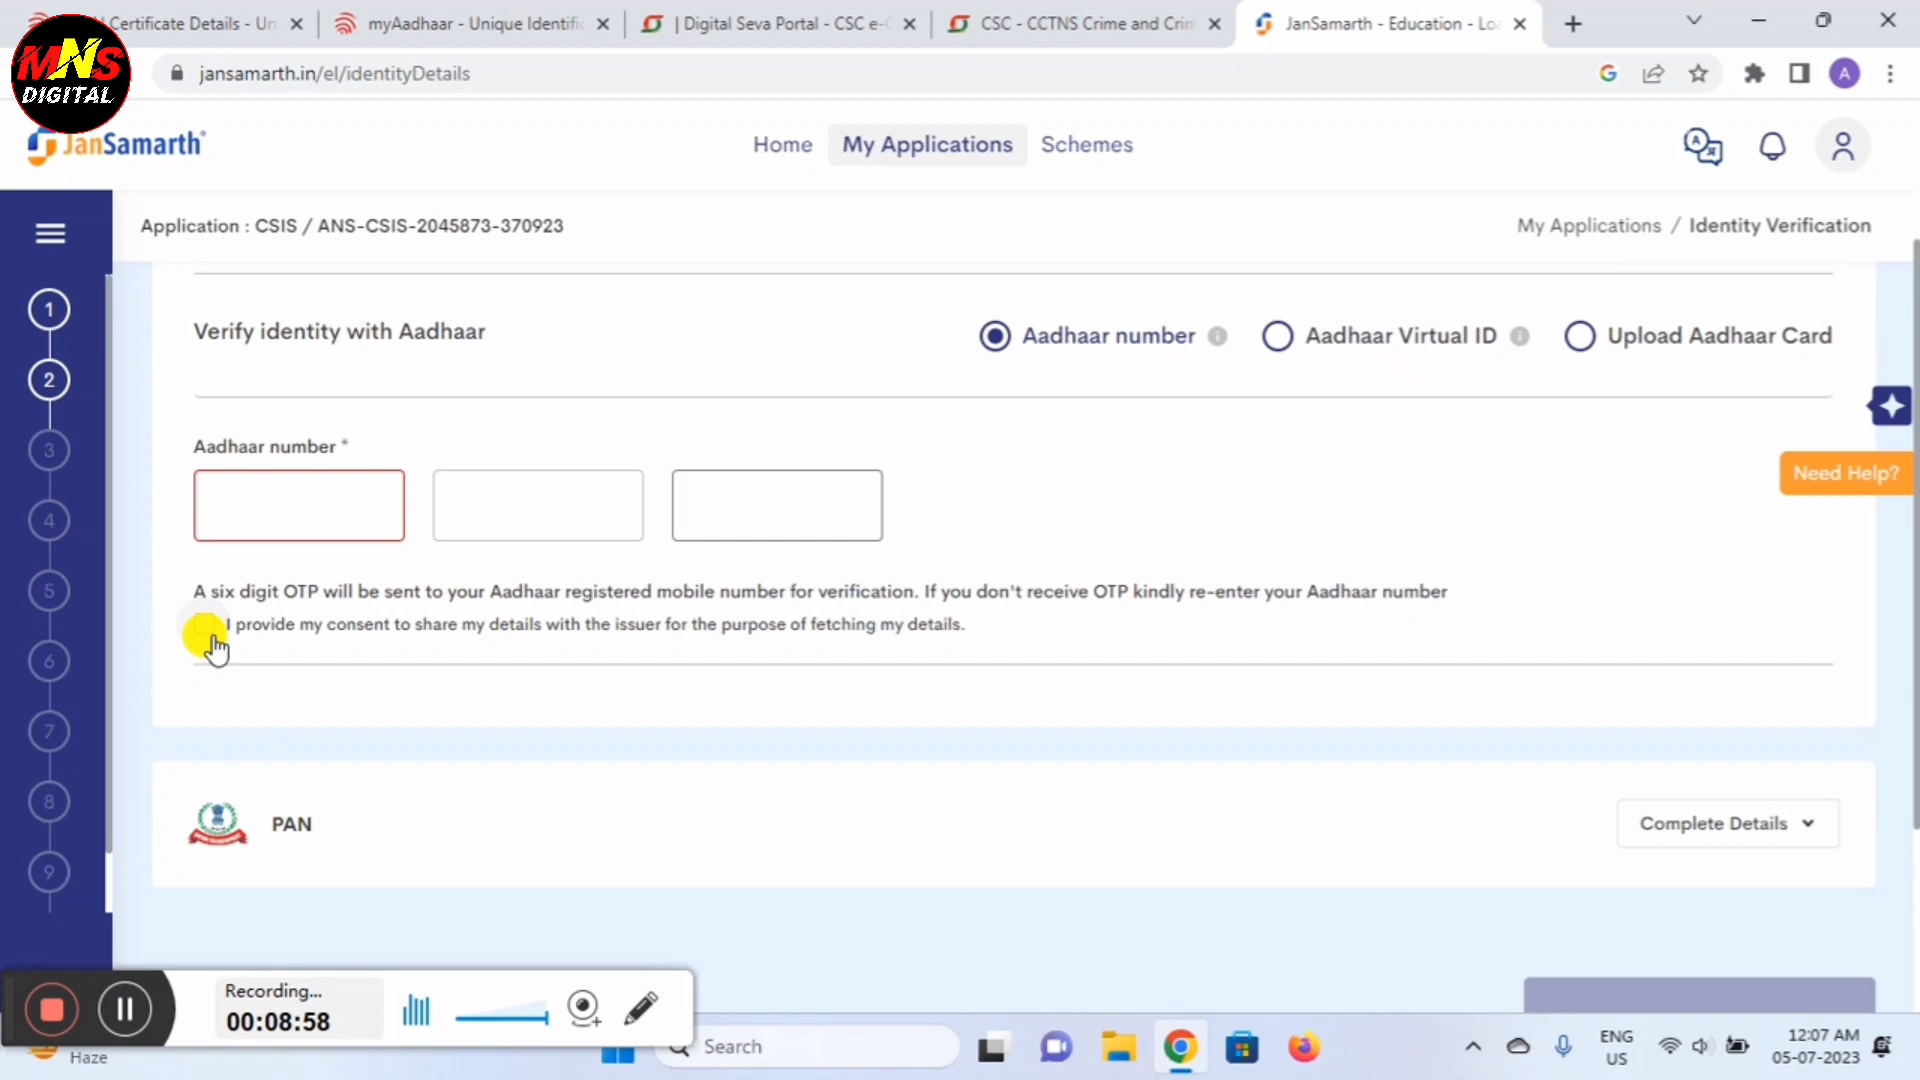 Certificate Details - Un
myAadhaar - Unique Identific
| Digital Seva Portal - CSC e-G
CSC - CCTNS Crime and Crim
JanSamarth - Education - Loa
MNS
DIGITAL
jansamarth.in/el/identityDetails
A
JanSamarth
Home
My Applications
Schemes
Application : CSIS / ANS-CSIS-2045873-370923
My Applications / Identity Verification
1
2
3
4
5
6
7
8
9
Verify identity with Aadhaar
Aadhaar number
Aadhaar Virtual ID
Upload Aadhaar Card
Aadhaar number *
Need Help?
A six digit OTP will be sent to your Aadhaar registered mobile number for verification. If you don't receive OTP kindly re-enter your Aadhaar number
I provide my consent to share my details with the issuer for the purpose of fetching my details.
PAN
Complete Details
Recording...
00:08:58
Haze
Search
ENG
US
12:07 AM
05-07-2023